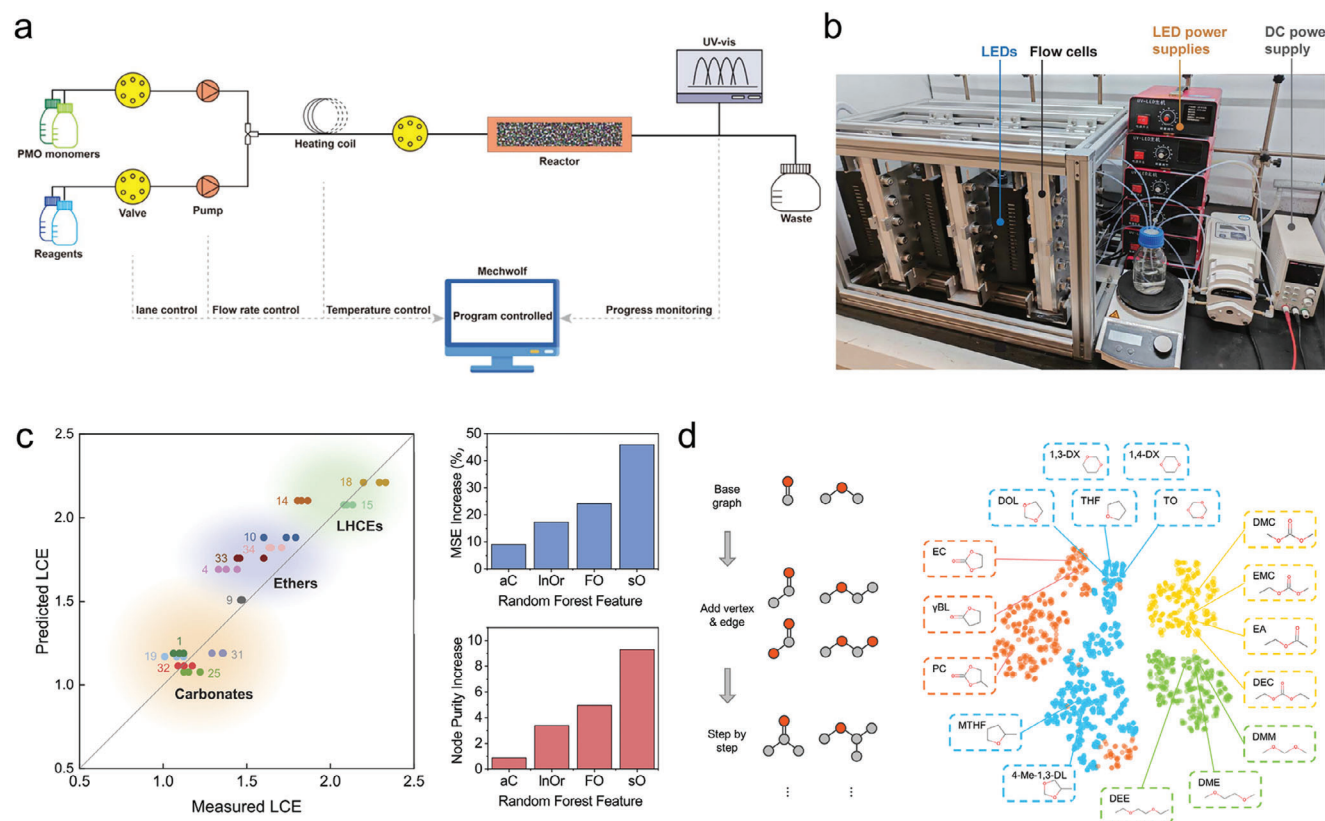 a
UV-vis
PMO monomers
Heating coil
Reactor
Valve
Pump
Waste
Reagents
Mechwolf
lane control
Flow rate control
Temperature control
Program controlled
Progress monitoring
b
LEDs
Flow cells
LED power
supplies
DC power
supply
c
2.5
2.0
1.5
1.0
0.5
Predicted LCE
18
14
15
LHCEs
10
34
33
4
Ethers
9
1
19
31
32
25
Carbonates
0.5
1.0
1.5
2.0
2.5
Measured LCE
50
40
30
20
10
0
MSE Increase (%)
aC
InOr
FO
sO
Random Forest Feature
10
8
6
4
2
0
Node Purity Increase
aC
InOr
FO
sO
Random Forest Feature
d
Base
graph
Add vertex
& edge
Step by
step
1,3-DX
1,4-DX
DOL
THF
TO
EC
γBL
PC
MTHF
4-Me-1,3-DL
DMC
EMC
EA
DEC
DMM
DME
DEE